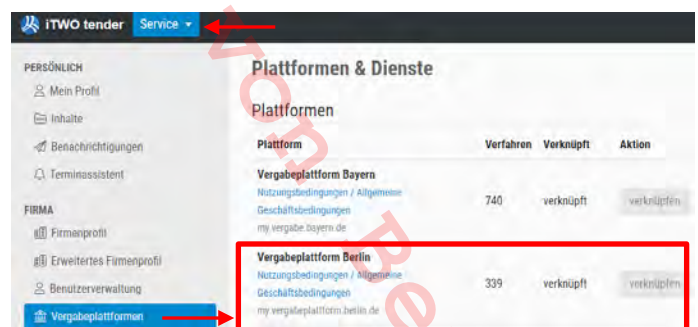 iTWO tender Service
PERSÖNLICH
Mein Profil
Inhalte
Benachrichtigungen
Terminassistent
FIRMA
Firmenprofil
Erweitertes Firmenprofil
Benutzerverwaltung
Vergabeplattformen
Plattformen & Dienste
Plattformen
Plattform Verfahren Verknüpft Aktion
Vergabeplattform Bayern
Nutzungsbedingungen / Allgemeine
Geschäftsbedingungen
my.vergabe.bayern.de
740 verknüpft verknüpfen
Vergabeplattform Berlin
Nutzungsbedingungen / Allgemeine
Geschäftsbedingungen
my.vergabeplattform.berlin.de
339 verknüpft verknüpfen
von Be